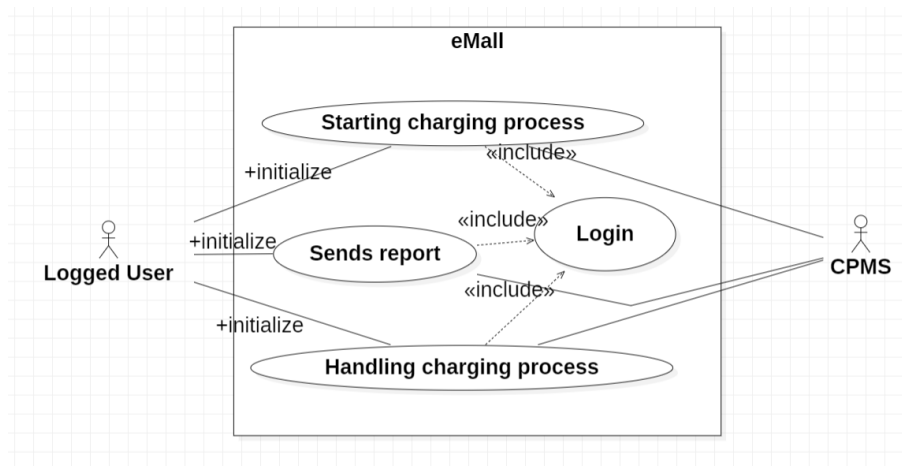 eMall
Starting charging process
«include»
+initialize
«include»
Login
+initialize
Sends report
Logged User
CPMS
«include»
+initialize
Handling charging process